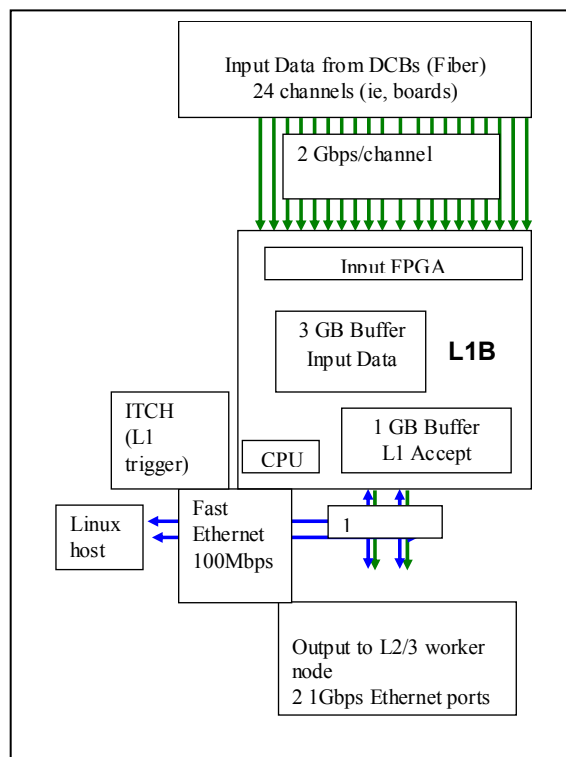 Input Data from DCBs (Fiber)
24 channels (ie, boards)
2 Gbps/channel
Input FPGA
3 GB Buffer
Input Data
L1B
1 GB Buffer
L1 Accept
CPU
ITCH
(L1
trigger)
Fast
Ethernet
100Mbps
Linux
host
1
Output to L2/3 worker
node
2 1Gbps Ethernet ports